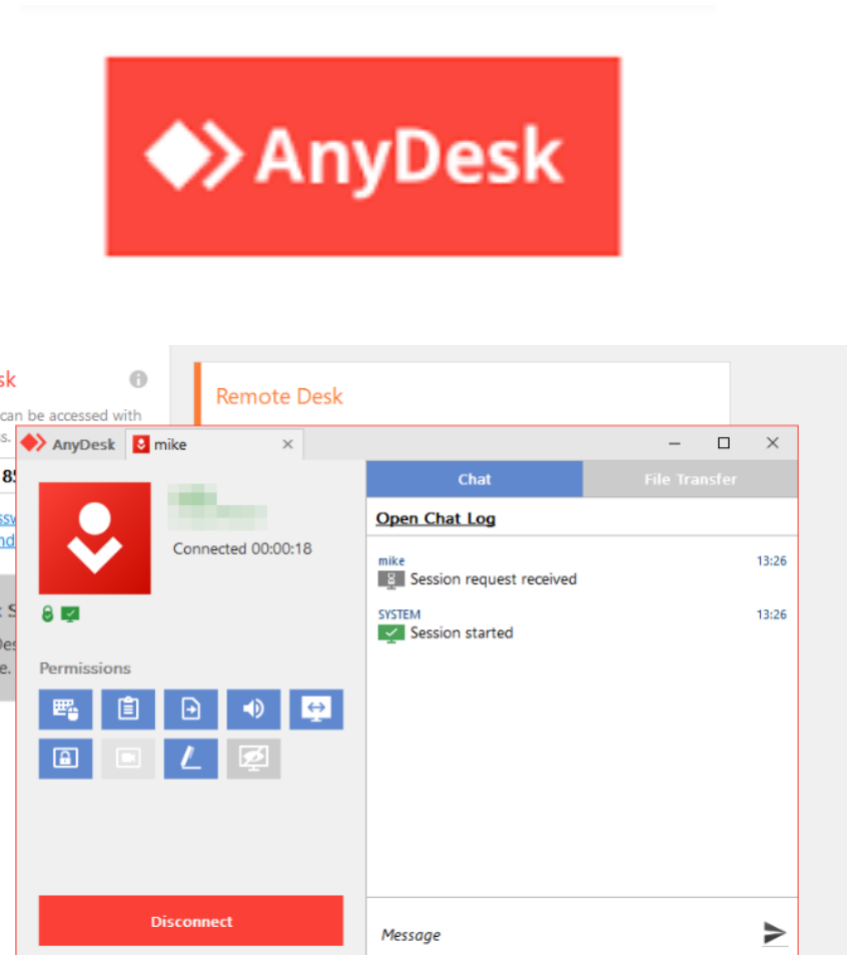 AnyDesk
Remote Desk
can be accessed with
AnyDesk
mike
Chat
File Transfer
Open Chat Log
Connected 00:00:18
mike
13:26
Session request received
SYSTEM
13:26
Session started
Permissions
Disconnect
Message